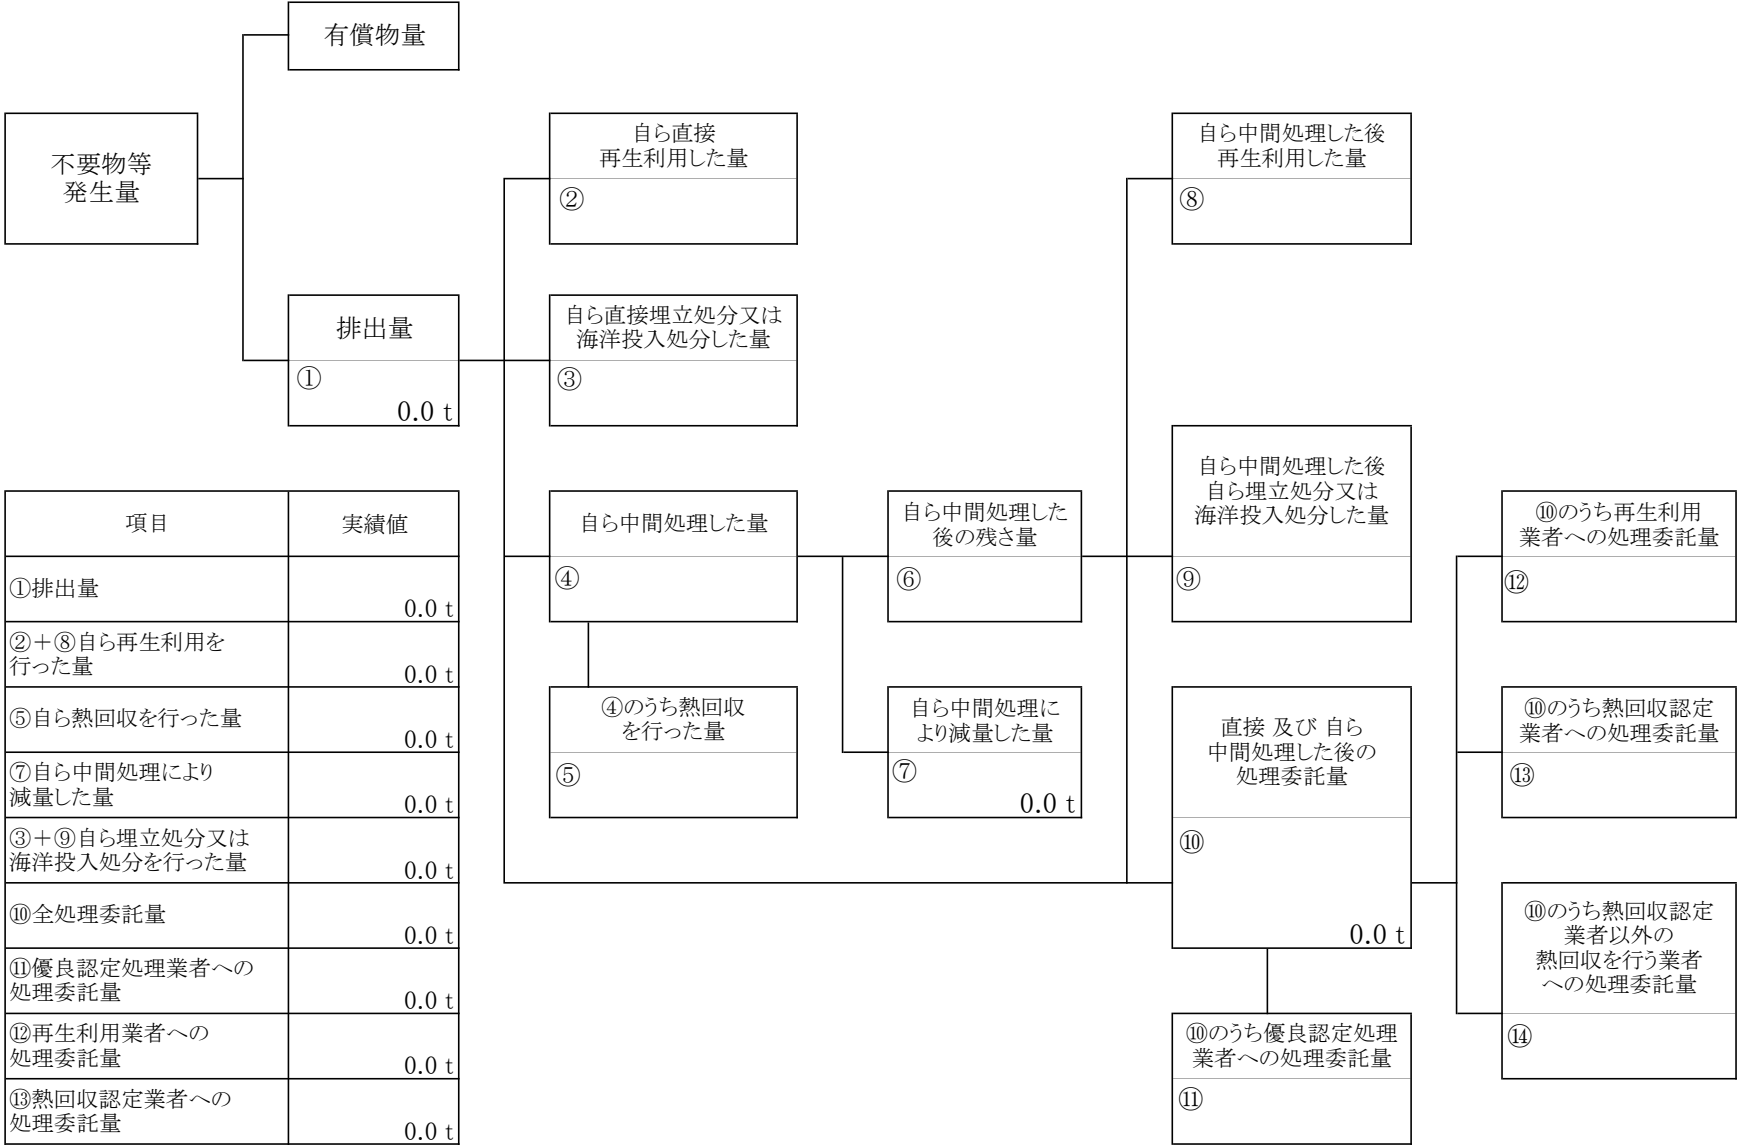 有償物量
不要物等
発生量
自ら直接
再生利用した量
②
自ら中間処理した後
再生利用した量
⑧
排出量
①
0.0 t
自ら直接埋立処分又は
海洋投入処分した量
③
自ら中間処理した量
④
自ら中間処理した
後の残さ量
⑥
自ら中間処理した後
自ら埋立処分又は
海洋投入処分した量
⑨
⑩のうち再生利用
業者への処理委託量
⑫
④のうち熱回収
を行った量
⑤
自ら中間処理に
より減量した量
⑦
0.0 t
直接 及び 自ら
中間処理した後の
処理委託量
⑩
0.0 t
⑩のうち熱回収認定
業者への処理委託量
⑬
⑩のうち熱回収認定
業者以外の
熱回収を行う業者
への処理委託量
⑭
⑩のうち優良認定処理
業者への処理委託量
⑪
項目
実績値
①排出量
0.0 t
②＋⑧自ら再生利用を
行った量
0.0 t
⑤自ら熱回収を行った量
0.0 t
⑦自ら中間処理により
減量した量
0.0 t
③＋⑨自ら埋立処分又は
海洋投入処分を行った量
0.0 t
⑩全処理委託量
0.0 t
⑪優良認定処理業者への
処理委託量
0.0 t
⑫再生利用業者への
処理委託量
0.0 t
⑬熱回収認定業者への
処理委託量
0.0 t